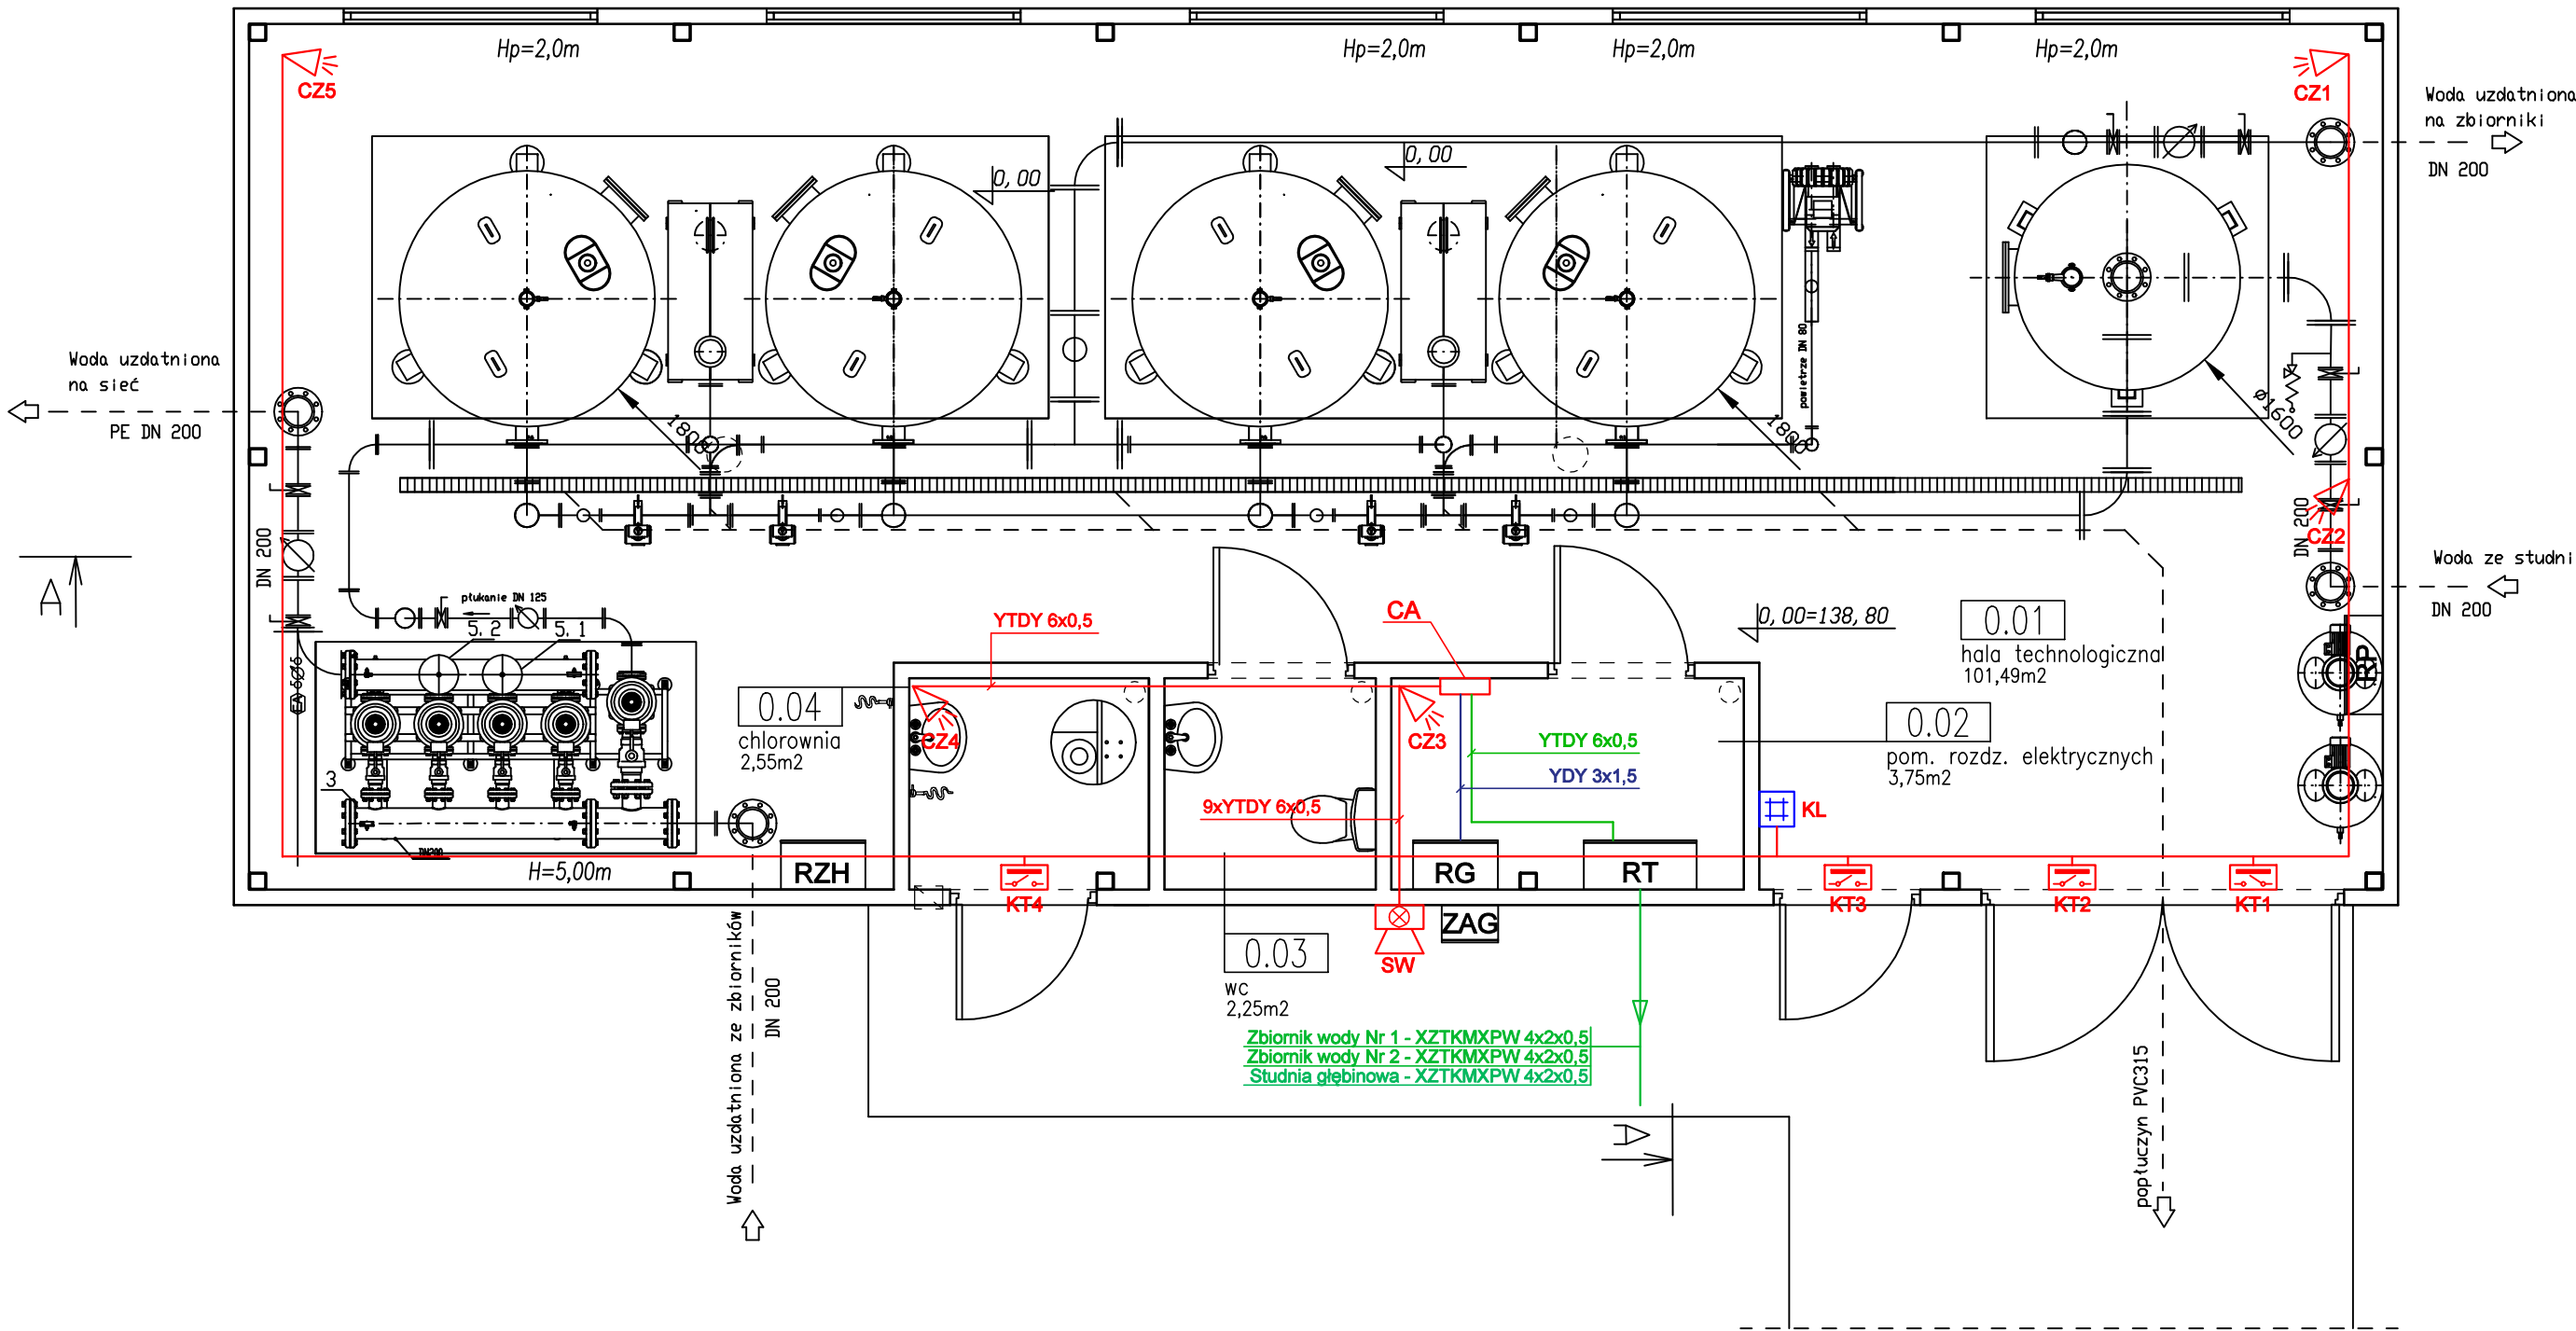 Hp=2,0m
Hp=2,0m
Hp=2,0m
Hp=2,0m
CZ5
CZ1
Woda uzdatniona
na zbiorniki
DN 200
0,00
0,00
powietrze DN 80
Woda uzdatniona
na sieć
PE DN 200
1800
1800
ø1600
DN 200
DN 200
CZ2
Woda ze studni
DN 200
A
płukanie DN 125
5.2
5.1
YTDY 6x0,5
CA
0,00=138,80
0.01
hala technologiczna
101,49m2
RP
0.04
chlorownia
2,55m2
CZ4
CZ3
YTDY 6x0,5
YDY 3x1,5
0.02
pom. rozdz. elektrycznych
3,75m2
3
9xYTDY 6x0,5
KL
DN200
H=5,00m
RZH
RG
RT
KT4
KT3
KT2
KT1
ZAG
SW
0.03
WC
2,25m2
Woda uzdatniona ze zbiorników
DN 200
Zbiornik wody Nr 1 - XZTKMXPW 4x2x0,5
Zbiornik wody Nr 2 - XZTKMXPW 4x2x0,5
Studnia głębinowa - XZTKMXPW 4x2x0,5
A
popłuczyn PVC315